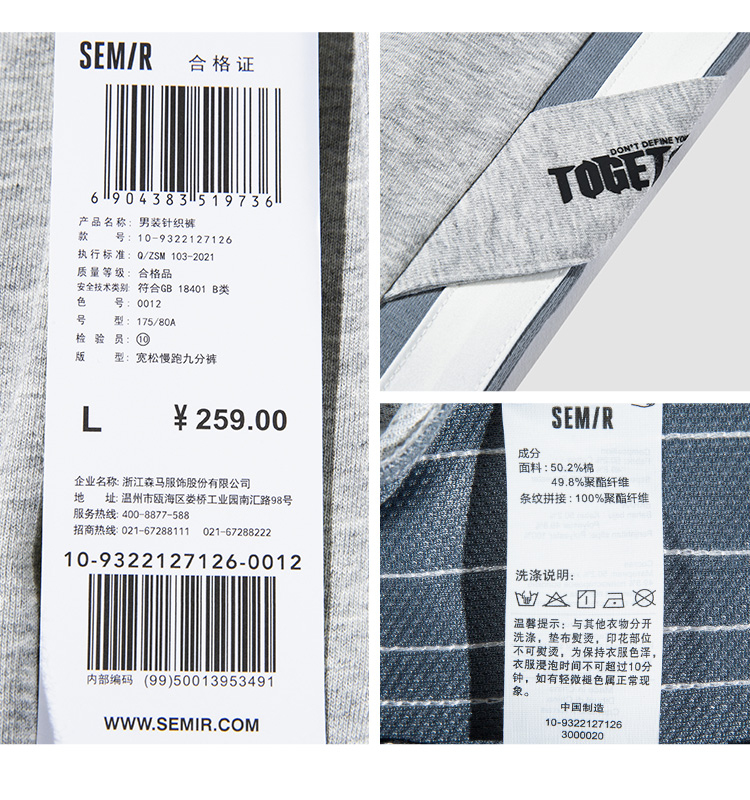 SEM/R 合格证
6 904383 519736
产品名称: 男装针织裤
款 号: 10-9322127126
执行标准: Q/ZSM 103-2021
质量等级: 合格品
安全技术类别: 符合GB 18401 B类
色 号: 0012
号 型: 175/80A
检 验 员: ⑩
版 型: 宽松慢跑九分裤
L ¥ 259.00
企业名称: 浙江森马服饰股份有限公司
地 址: 温州市瓯海区娄桥工业园南汇路98号
服务热线: 400-8877-588
招商热线: 021-67288111 021-67288222
10-9322127126-0012
内部编码 (99)50013953491
WWW.SEMIR.COM
DON'T DEFINE
SEM/R
成分
面料: 50.2%棉
49.8%聚酯纤维
条纹拼接: 100%聚酯纤维
洗涤说明:
温馨提示: 与其他衣物分开
洗涤, 垫布熨烫, 印花部位
不可熨烫, 为保持衣服色泽,
衣服浸泡时间不可超过10分
钟, 如有轻微褪色属正常现
象。
中国制造
10-9322127126
3000020